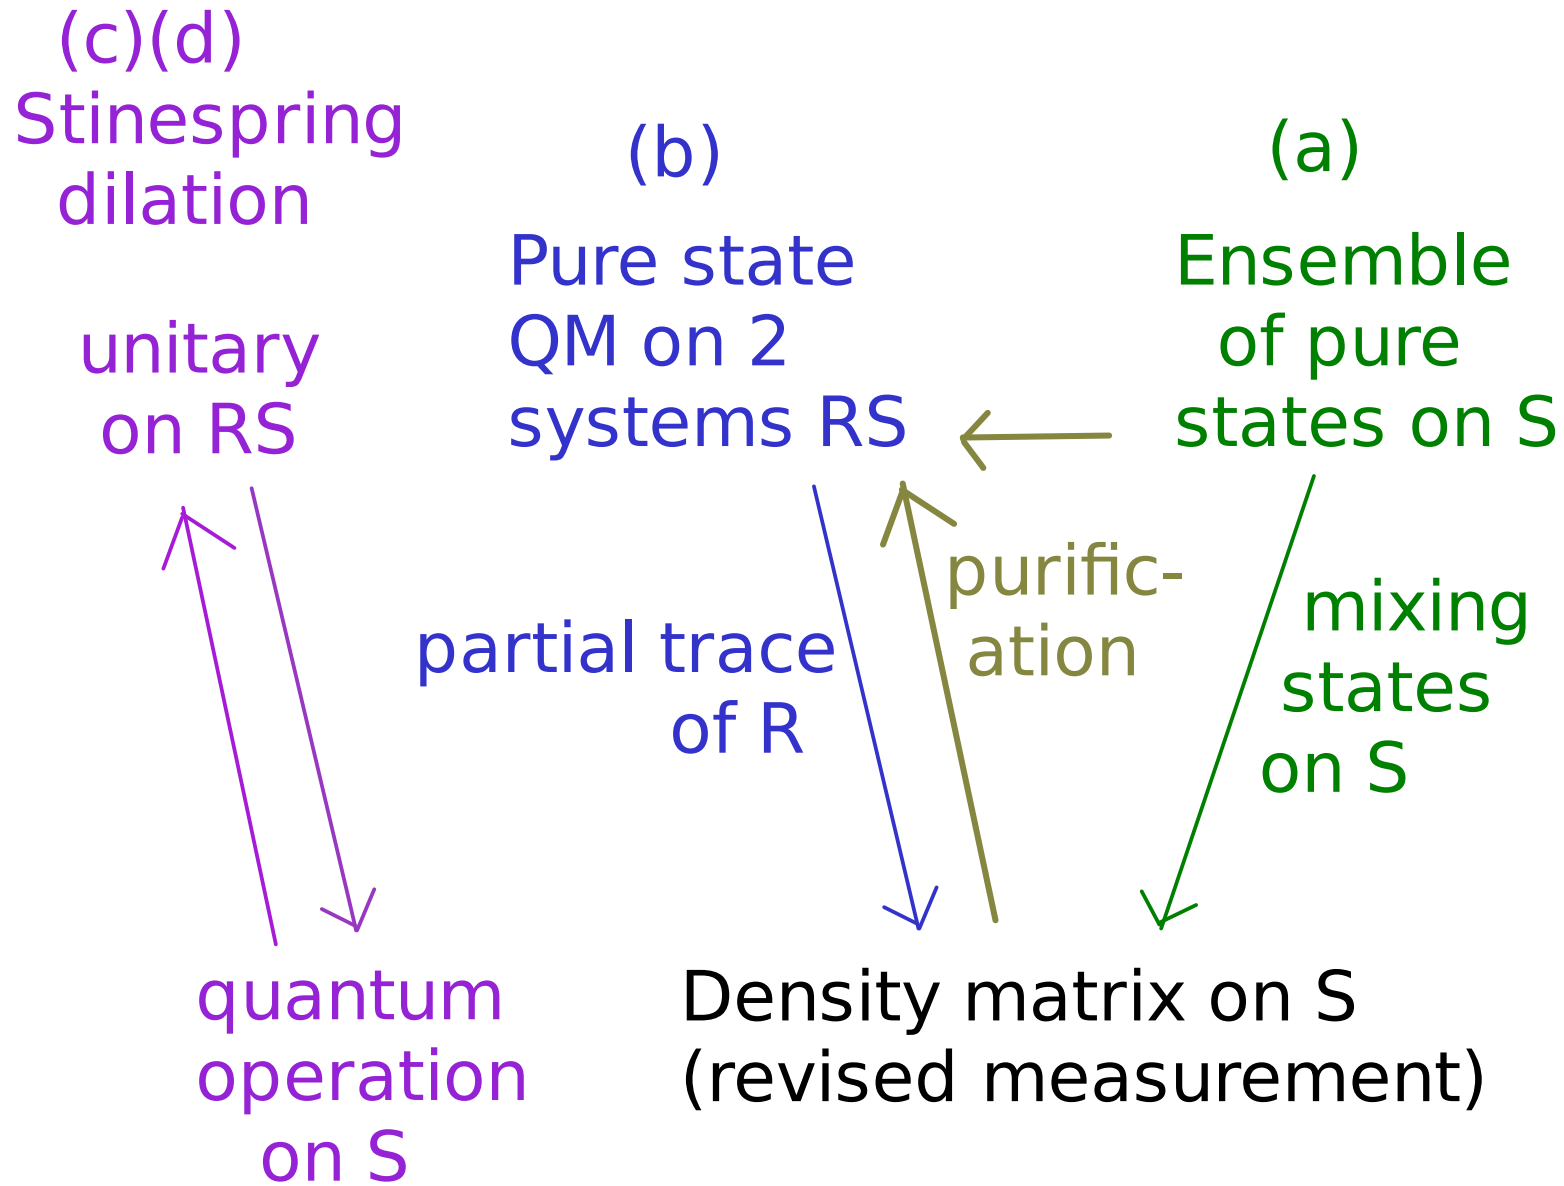 (c)(d)
Stinespring
dilation
unitary
on RS
quantum
operation
on S
(b)
Pure state
QM on 2
systems RS
partial trace
of R
purific-
ation
(a)
Ensemble
of pure
states on S
mixing
states
on S
Density matrix on S
(revised measurement)